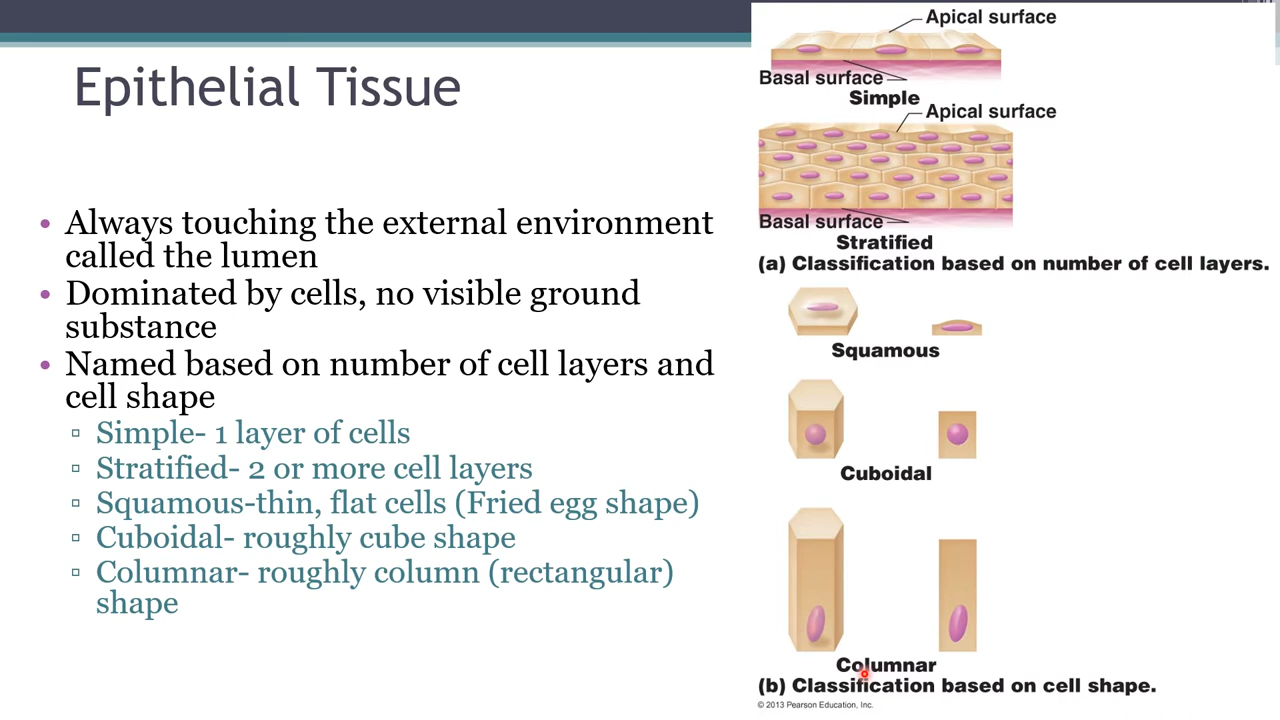 Epithelial Tissue
• Always touching the external environment
called the lumen
• Dominated by cells, no visible ground
substance
• Named based on number of cell layers and
cell shape
▫ Simple- 1 layer of cells
▫ Stratified- 2 or more cell layers
▫ Squamous-thin, flat cells (Fried egg shape)
▫ Cuboidal- roughly cube shape
▫ Columnar- roughly column (rectangular)
shape
Apical surface
Basal surface
Simple
Apical surface
Basal surface
Stratified
(a) Classification based on number of cell layers.
Squamous
Cuboidal
Columnar
(b) Classification based on cell shape.
© 2013 Pearson Education, Inc.